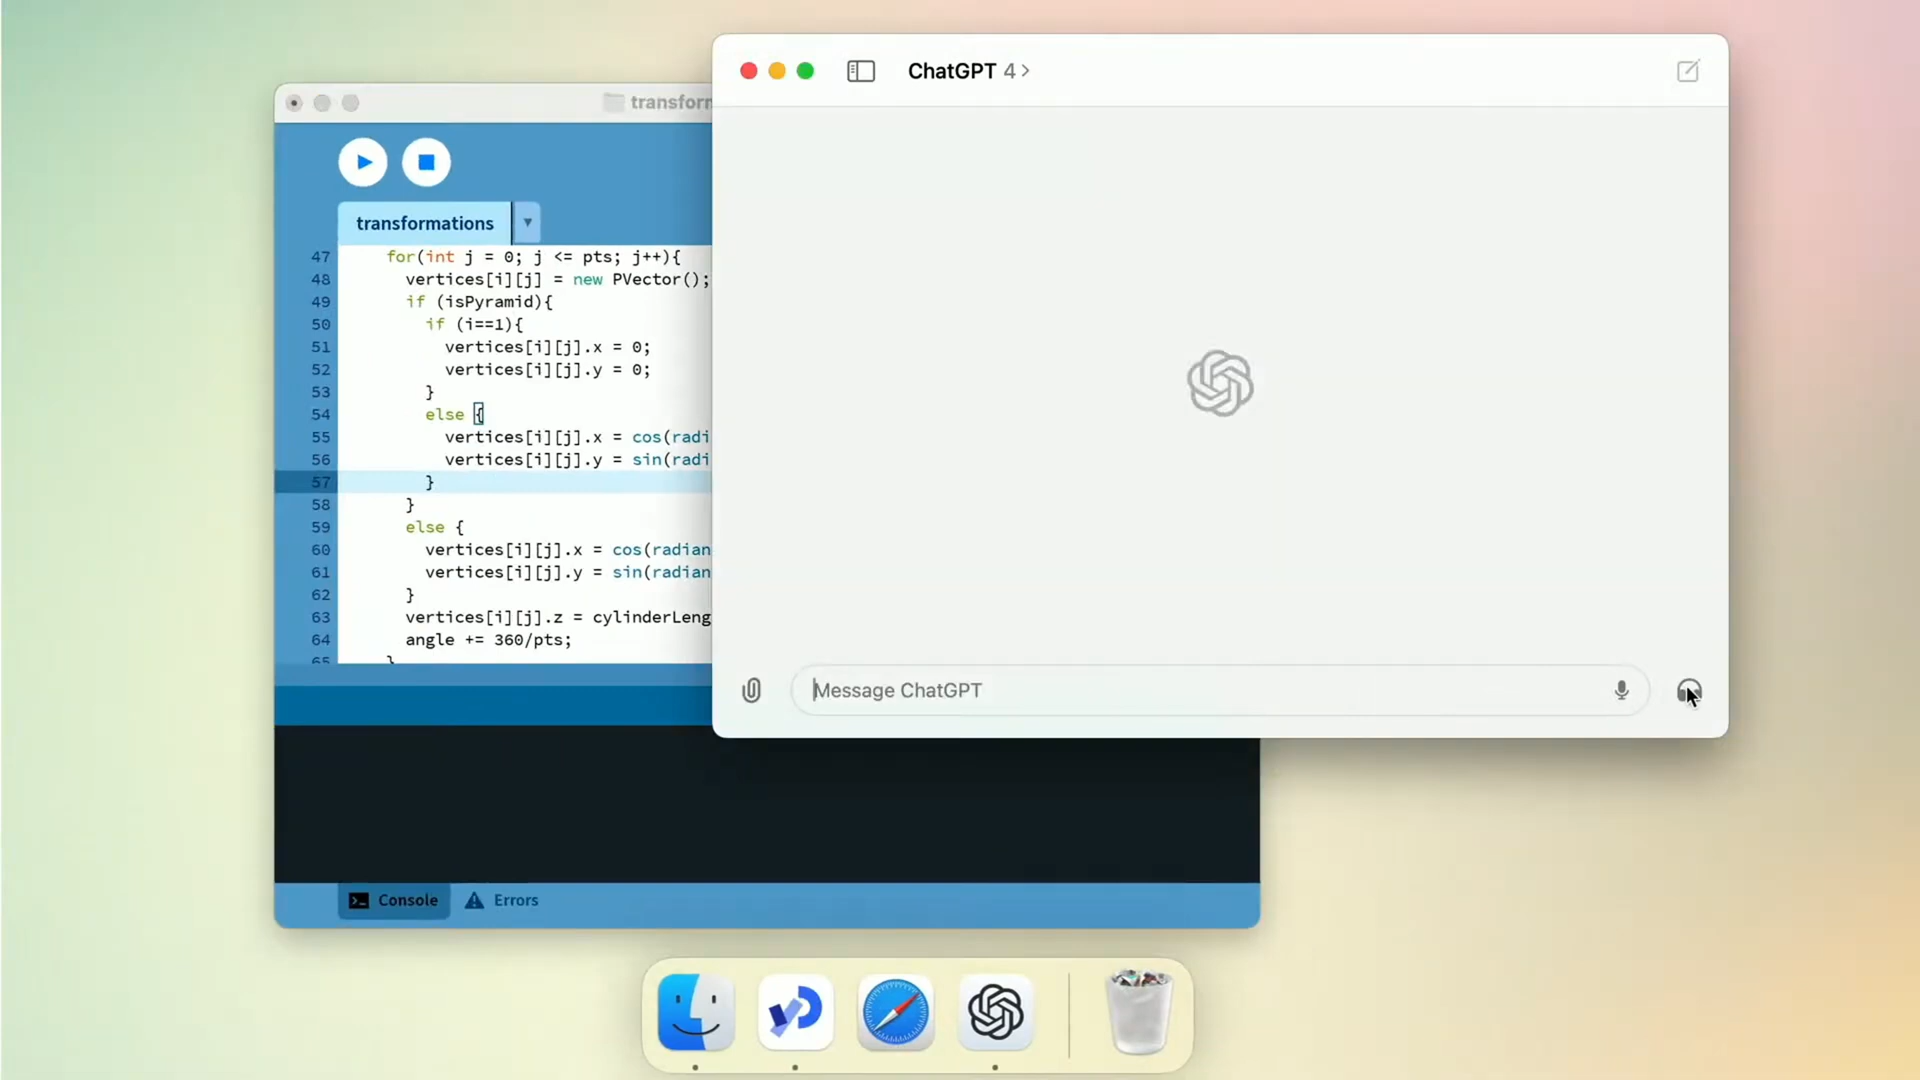 ChatGPT 4 >
transform
transformations
47 for(int j = 0; j <= pts; j++){
48 vertices[i][j] = new PVector();
49 if (isPyramid){
50 if (i==1){
51 vertices[i][j].x = 0;
52 vertices[i][j].y = 0;
53 }
54 else {
55 vertices[i][j].x = cos(radi
56 vertices[i][j].y = sin(radi
57 }
58 }
59 else {
60 vertices[i][j].x = cos(radian
61 vertices[i][j].y = sin(radian
62 }
63 vertices[i][j].z = cylinderLeng
64 angle += 360/pts;
65 }
Message ChatGPT
Console Errors